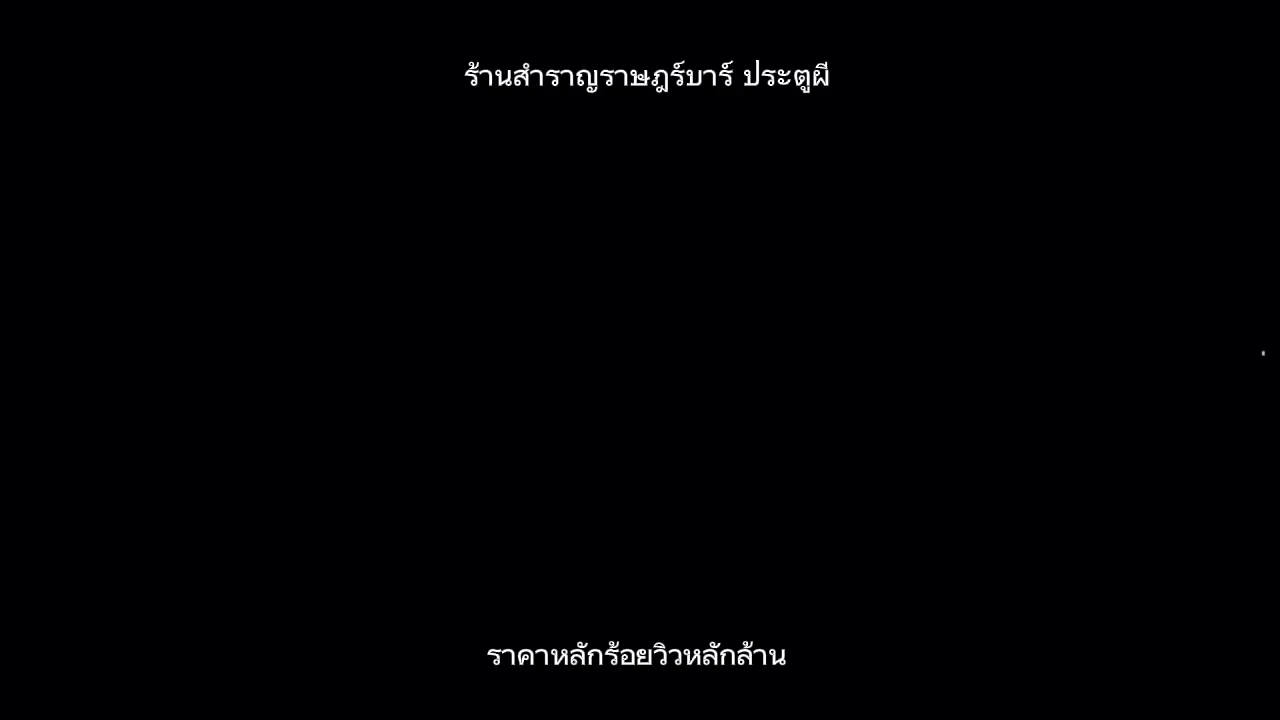 ร้านสำราญราษฎร์บาร์ ประตูผี
ราคาหลักร้อยวิวหลักล้าน